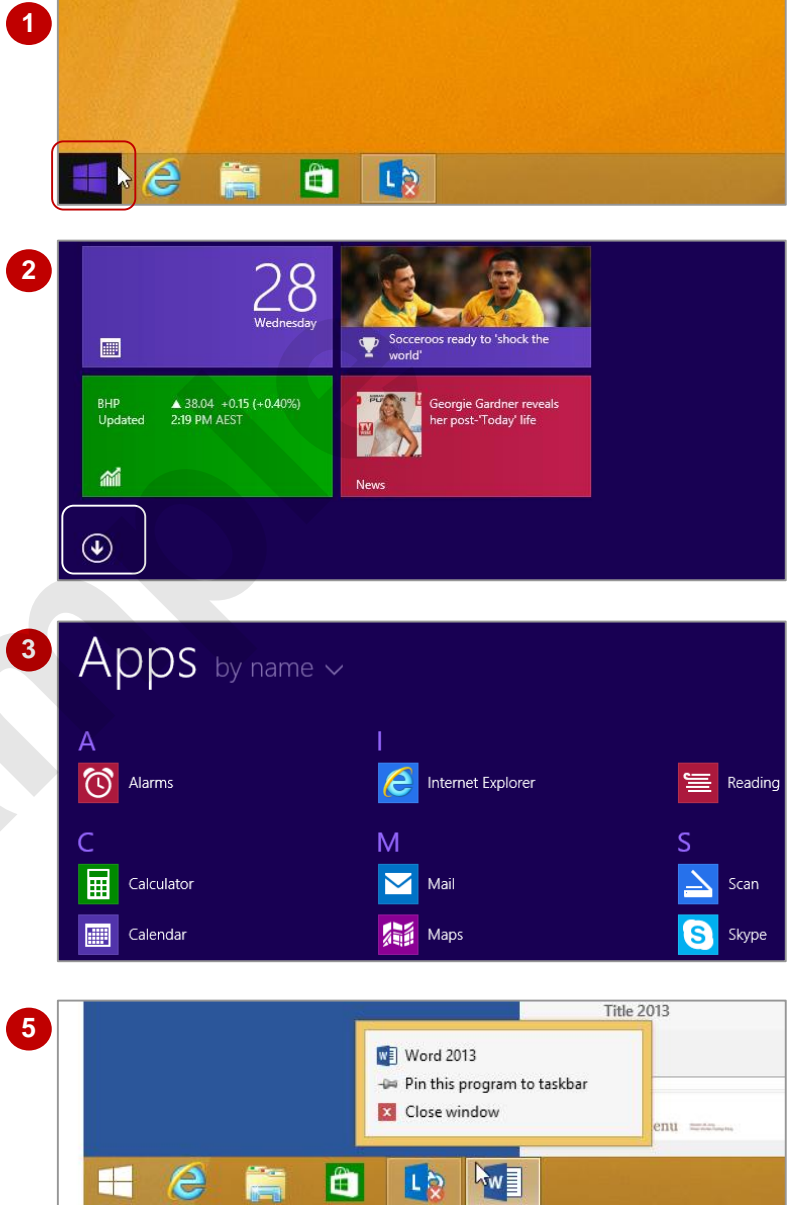 1
2
28
Wednesday
Socceroos ready to 'shock the
world'
BHP ▲ 38.04 +0.15 (+0.40%)
Updated 2:19 PM AEST
Georgie Gardner reveals
her post-'Today' life
News
3
Apps by name
A I
Alarms Internet Explorer Reading
C M S
Calculator Mail Scan
Calendar Maps Skype
5
Title 2013
Word 2013
Pin this program to taskbar
Close window
enu